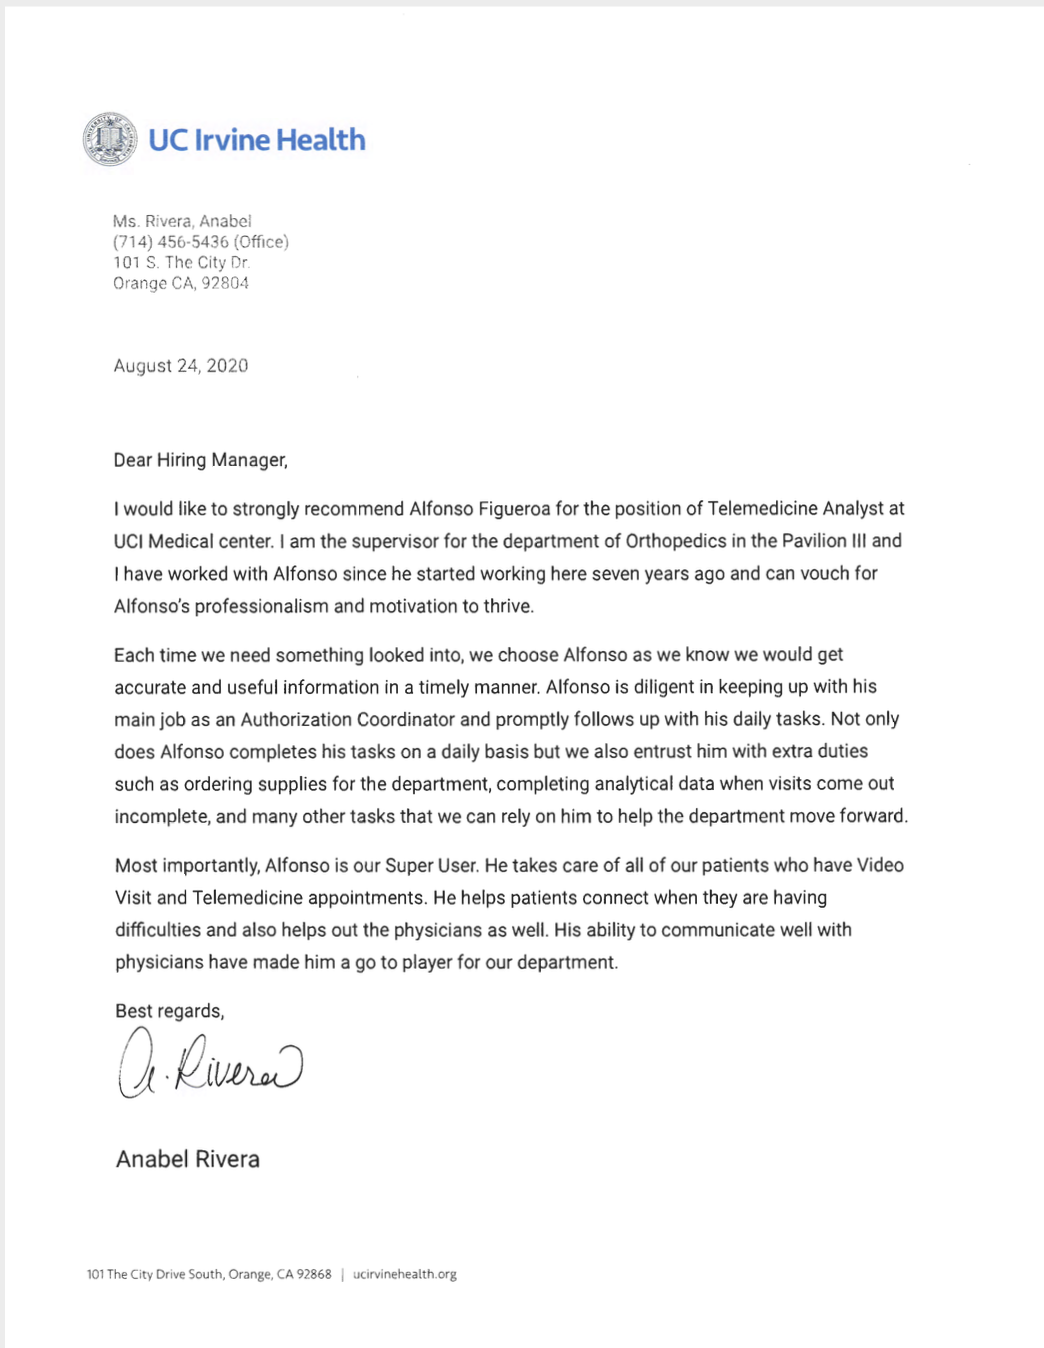 UC Irvine Health
Ms. Rivera, Anabel
(714) 456-5436 (Office)
101 S. The City Dr.
Orange CA, 92804
August 24, 2020
Dear Hiring Manager,
I would like to strongly recommend Alfonso Figueroa for the position of Telemedicine Analyst at
UCI Medical center. I am the supervisor for the department of Orthopedics in the Pavilion III and
I have worked with Alfonso since he started working here seven years ago and can vouch for
Alfonso's professionalism and motivation to thrive.
Each time we need something looked into, we choose Alfonso as we know we would get
accurate and useful information in a timely manner. Alfonso is diligent in keeping up with his
main job as an Authorization Coordinator and promptly follows up with his daily tasks. Not only
does Alfonso completes his tasks on a daily basis but we also entrust him with extra duties
such as ordering supplies for the department, completing analytical data when visits come out
incomplete, and many other tasks that we can rely on him to help the department move forward.
Most importantly, Alfonso is our Super User. He takes care of all of our patients who have Video
Visit and Telemedicine appointments. He helps patients connect when they are having
difficulties and also helps out the physicians as well. His ability to communicate well with
physicians have made him a go to player for our department.
Best regards,
A. Rivera
Anabel Rivera
101 The City Drive South, Orange, CA 92868 | ucirvinehealth.org